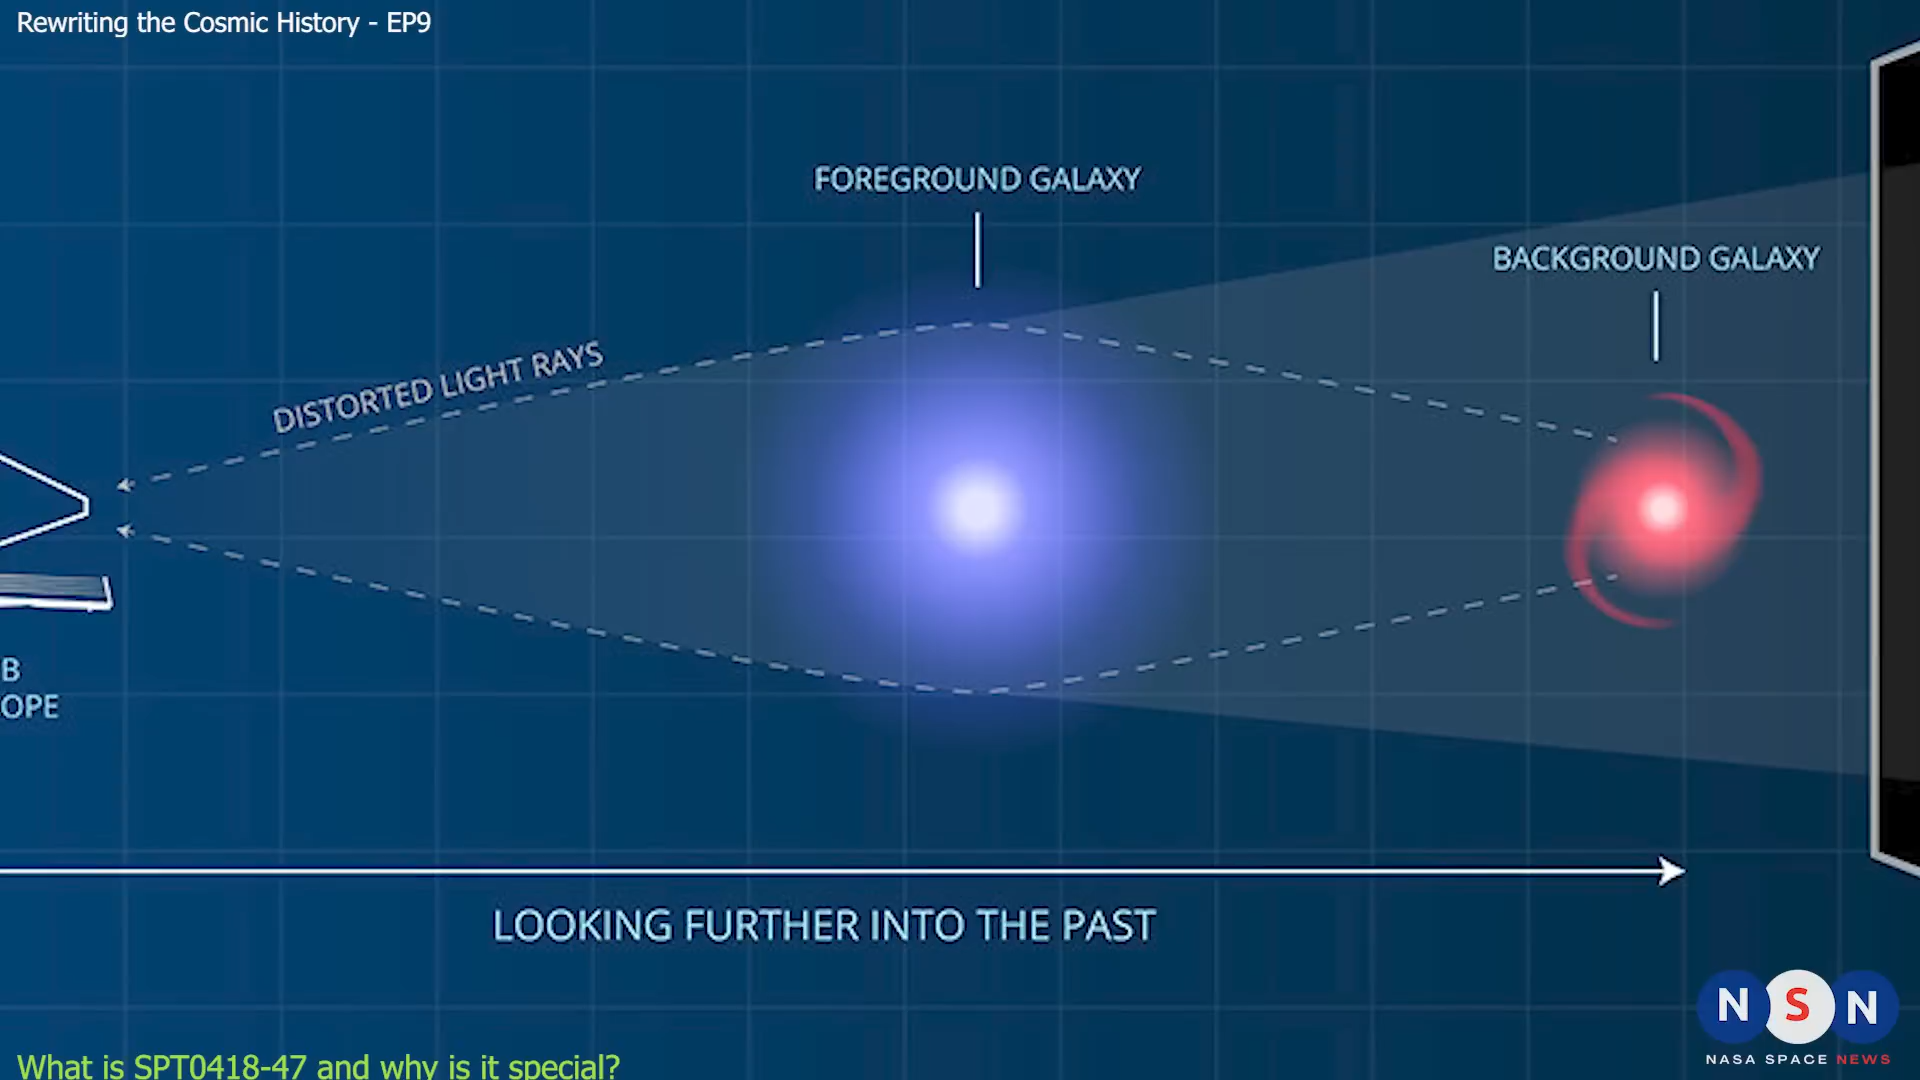 Rewriting the Cosmic History - EP9
FOREGROUND GALAXY
BACKGROUND GALAXY
DISTORTED LIGHT RAYS
B
OPE
LOOKING FURTHER INTO THE PAST
NSN
NASA SPACE NEWS
What is SPT0418-47 and why is it special?